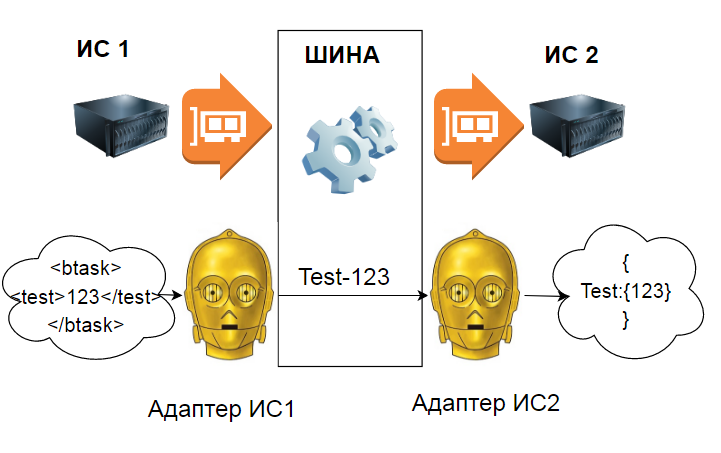 ИС 1
ШИНА
ИС 2
<btask>
<test>123</test>
</btask>
Test-123
{
Test:{123}
}
Адаптер ИС1
Адаптер ИС2